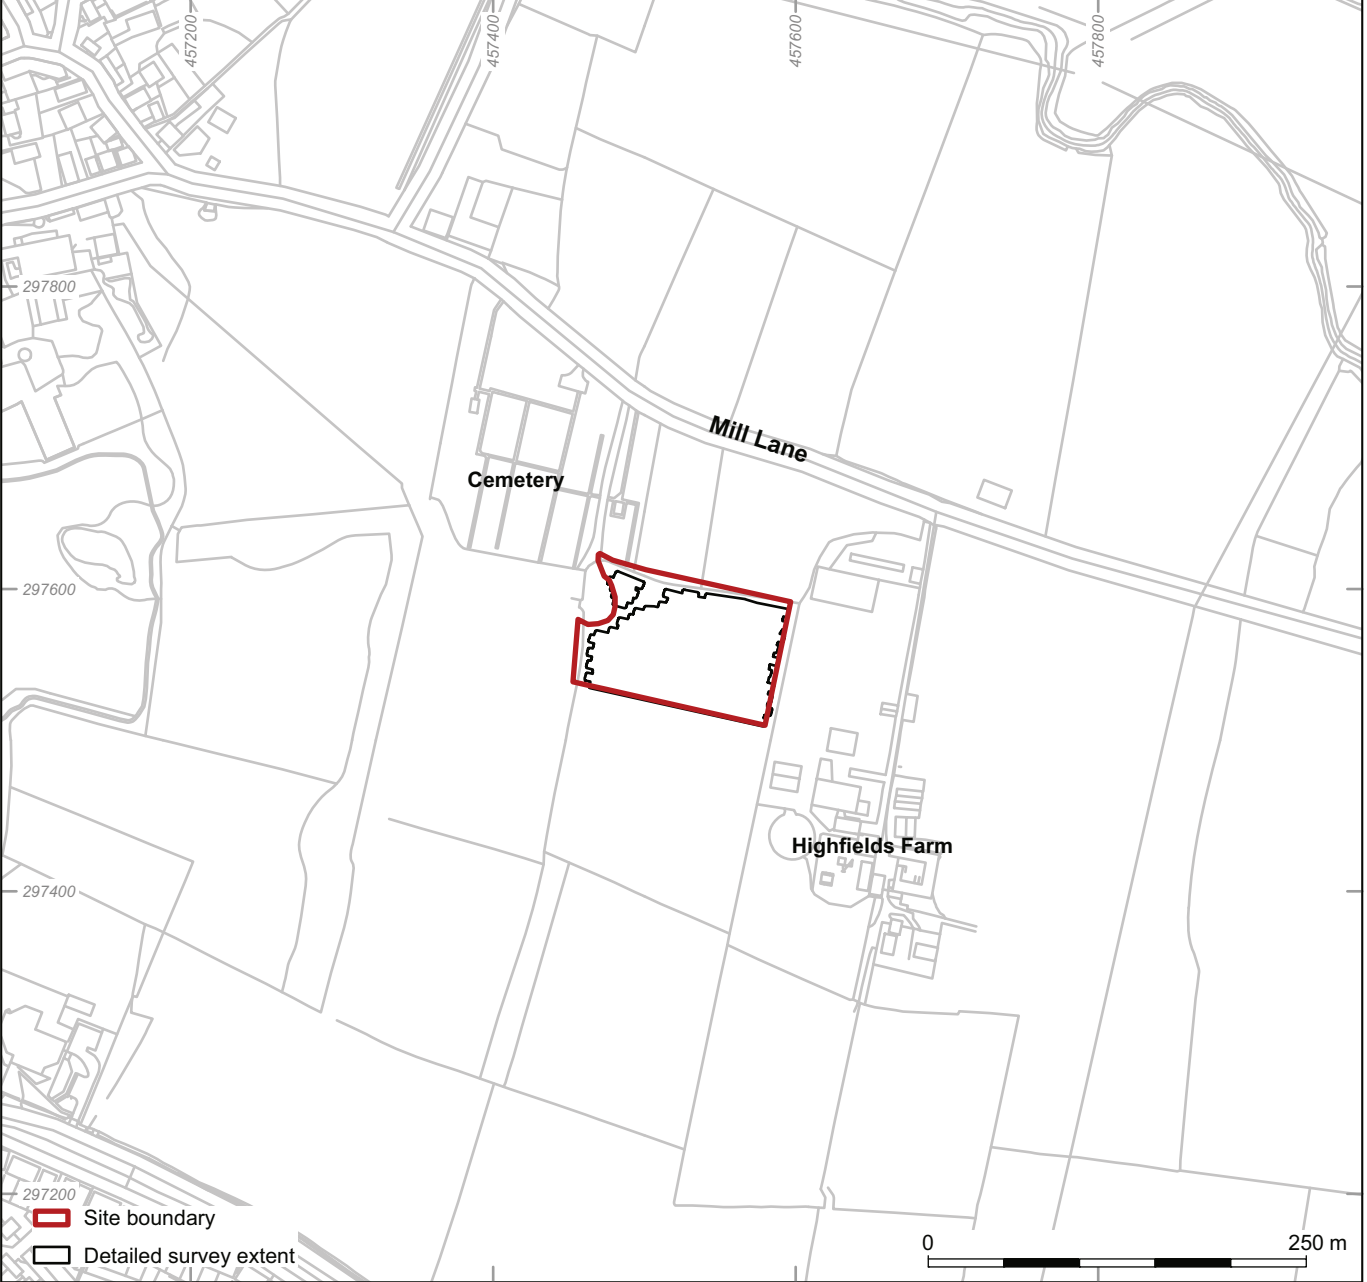 457200
457400
457600
457800
297800
Mill Lane
Cemetery
297600
Highfields Farm
297400
297200
Site boundary
Detailed survey extent
0
250 m